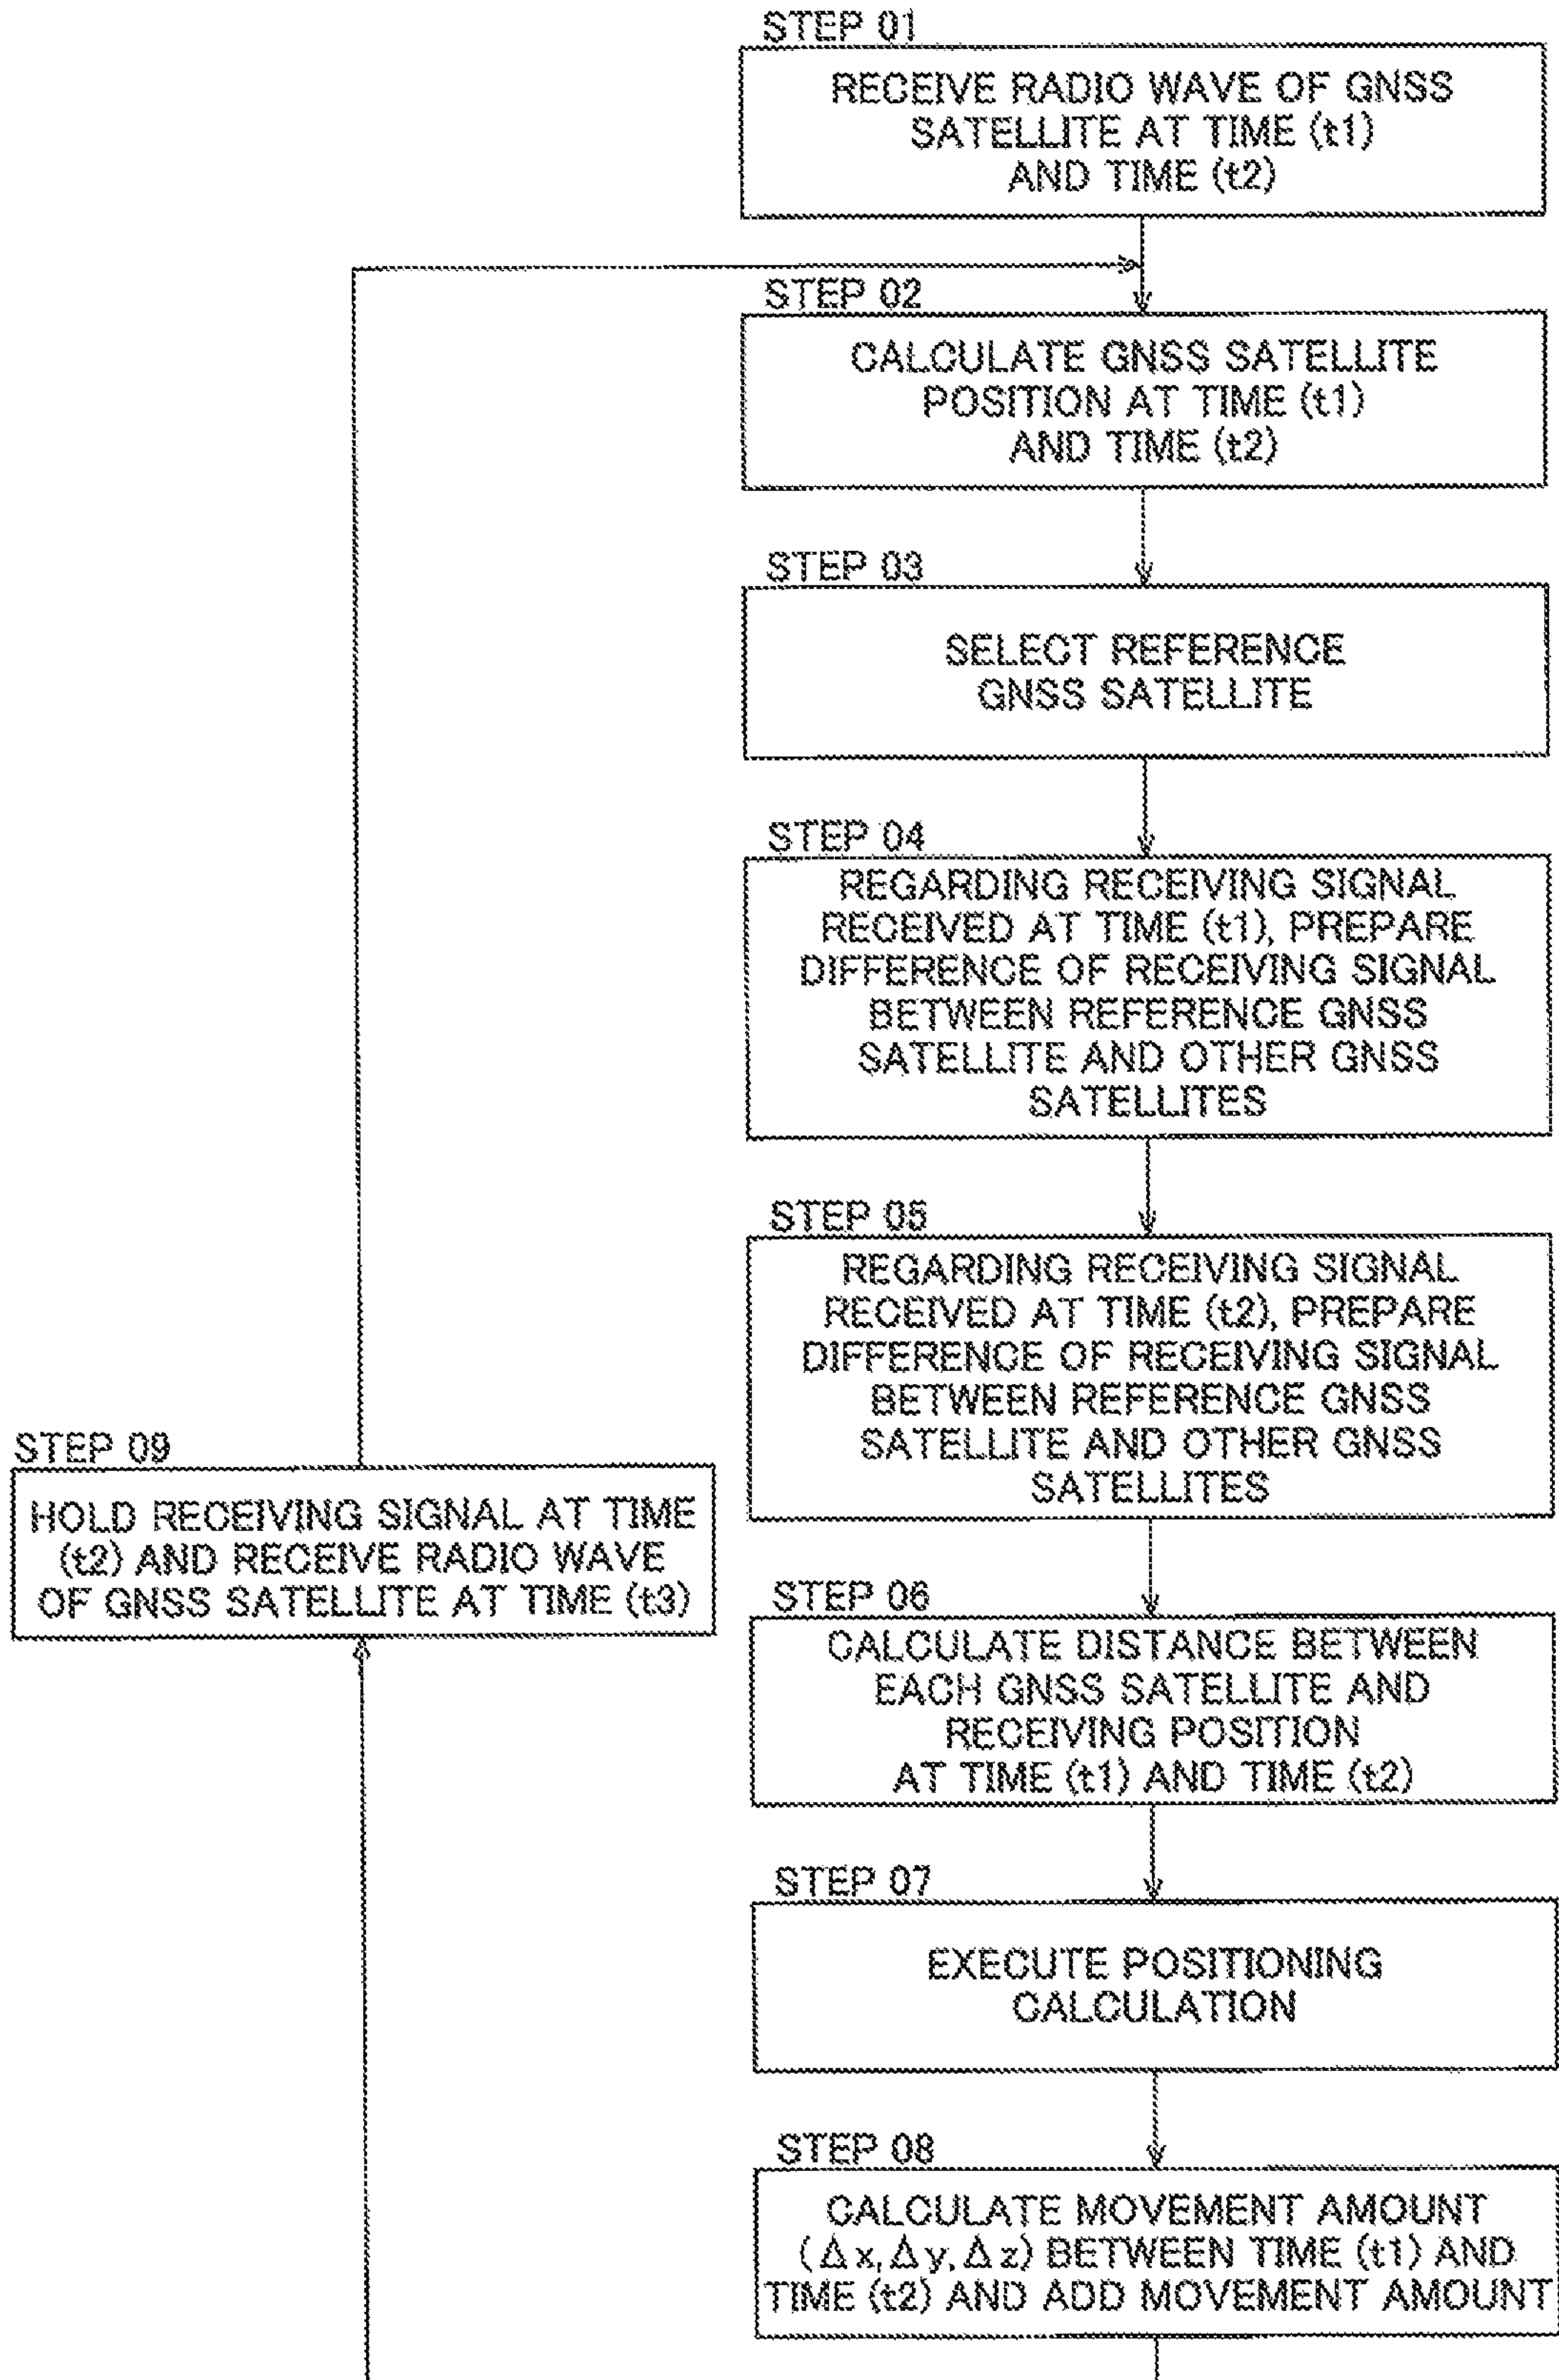 STEP 01
RECEIVE RADIO WAVE OF GNSS
SATELLITE AT TIME (t1)
AND TIME (t2)
STEP 02
CALCULATE GNSS SATELLITE
POSITION AT TIME (t1)
AND TIME (t2)
STEP 03
SELECT REFERENCE
GNSS SATELLITE
STEP 04
REGARDING RECEIVING SIGNAL
RECEIVED AT TIME (t1), PREPARE
DIFFERENCE OF RECEIVING SIGNAL
BETWEEN REFERENCE GNSS
SATELLITE AND OTHER GNSS
SATELLITES
STEP 05
REGARDING RECEIVING SIGNAL
RECEIVED AT TIME (t2), PREPARE
DIFFERENCE OF RECEIVING SIGNAL
BETWEEN REFERENCE GNSS
SATELLITE AND OTHER GNSS
SATELLITES
STEP 06
CALCULATE DISTANCE BETWEEN
EACH GNSS SATELLITE AND
RECEIVING POSITION
AT TIME (t1) AND TIME (t2)
STEP 07
EXECUTE POSITIONING
CALCULATION
STEP 08
CALCULATE MOVEMENT AMOUNT
(Δx,Δy,Δz) BETWEEN TIME (t1) AND
TIME (t2) AND ADD MOVEMENT AMOUNT
STEP 09
HOLD RECEIVING SIGNAL AT TIME
(t2) AND RECEIVE RADIO WAVE
OF GNSS SATELLITE AT TIME (t3)